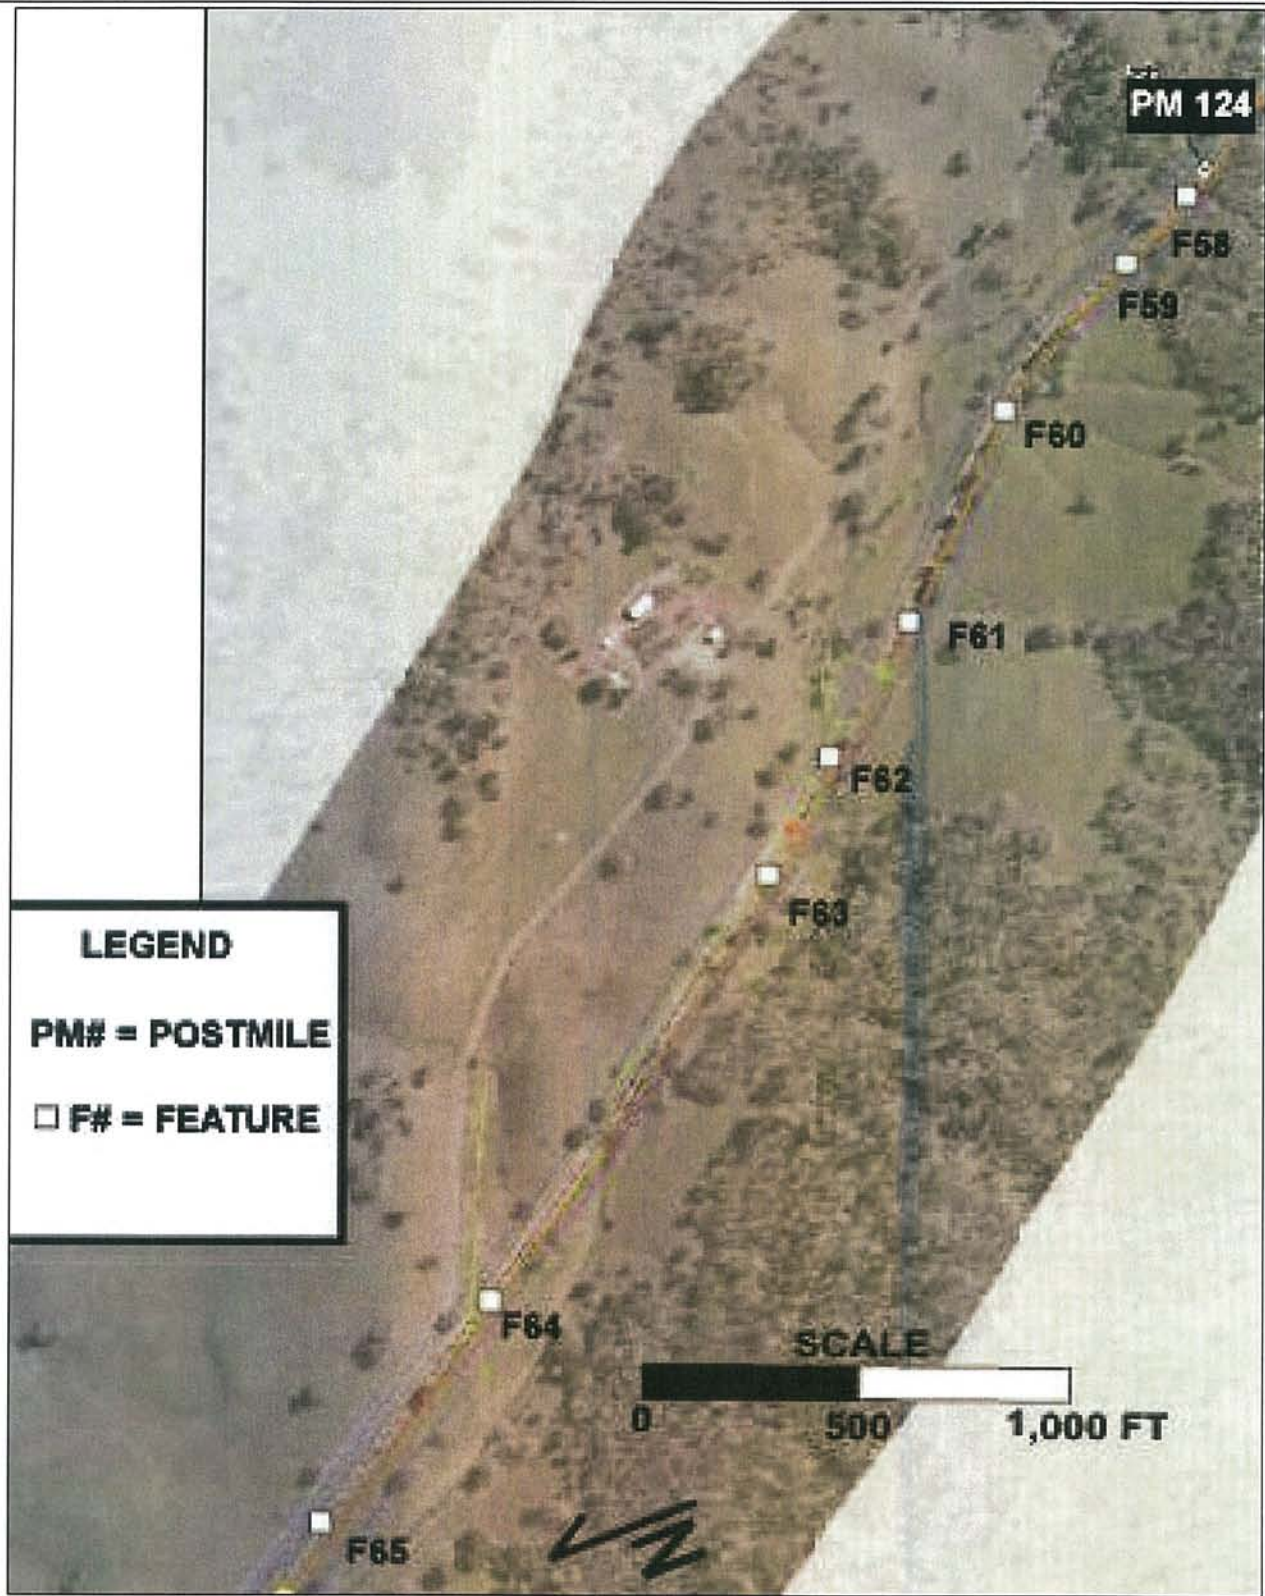 PM 124
F58
F59
F60
F61
F62
F63
LEGEND
PM# = POSTMILE
F# = FEATURE
F64
SCALE
0 500 1,000 FT
N
F65